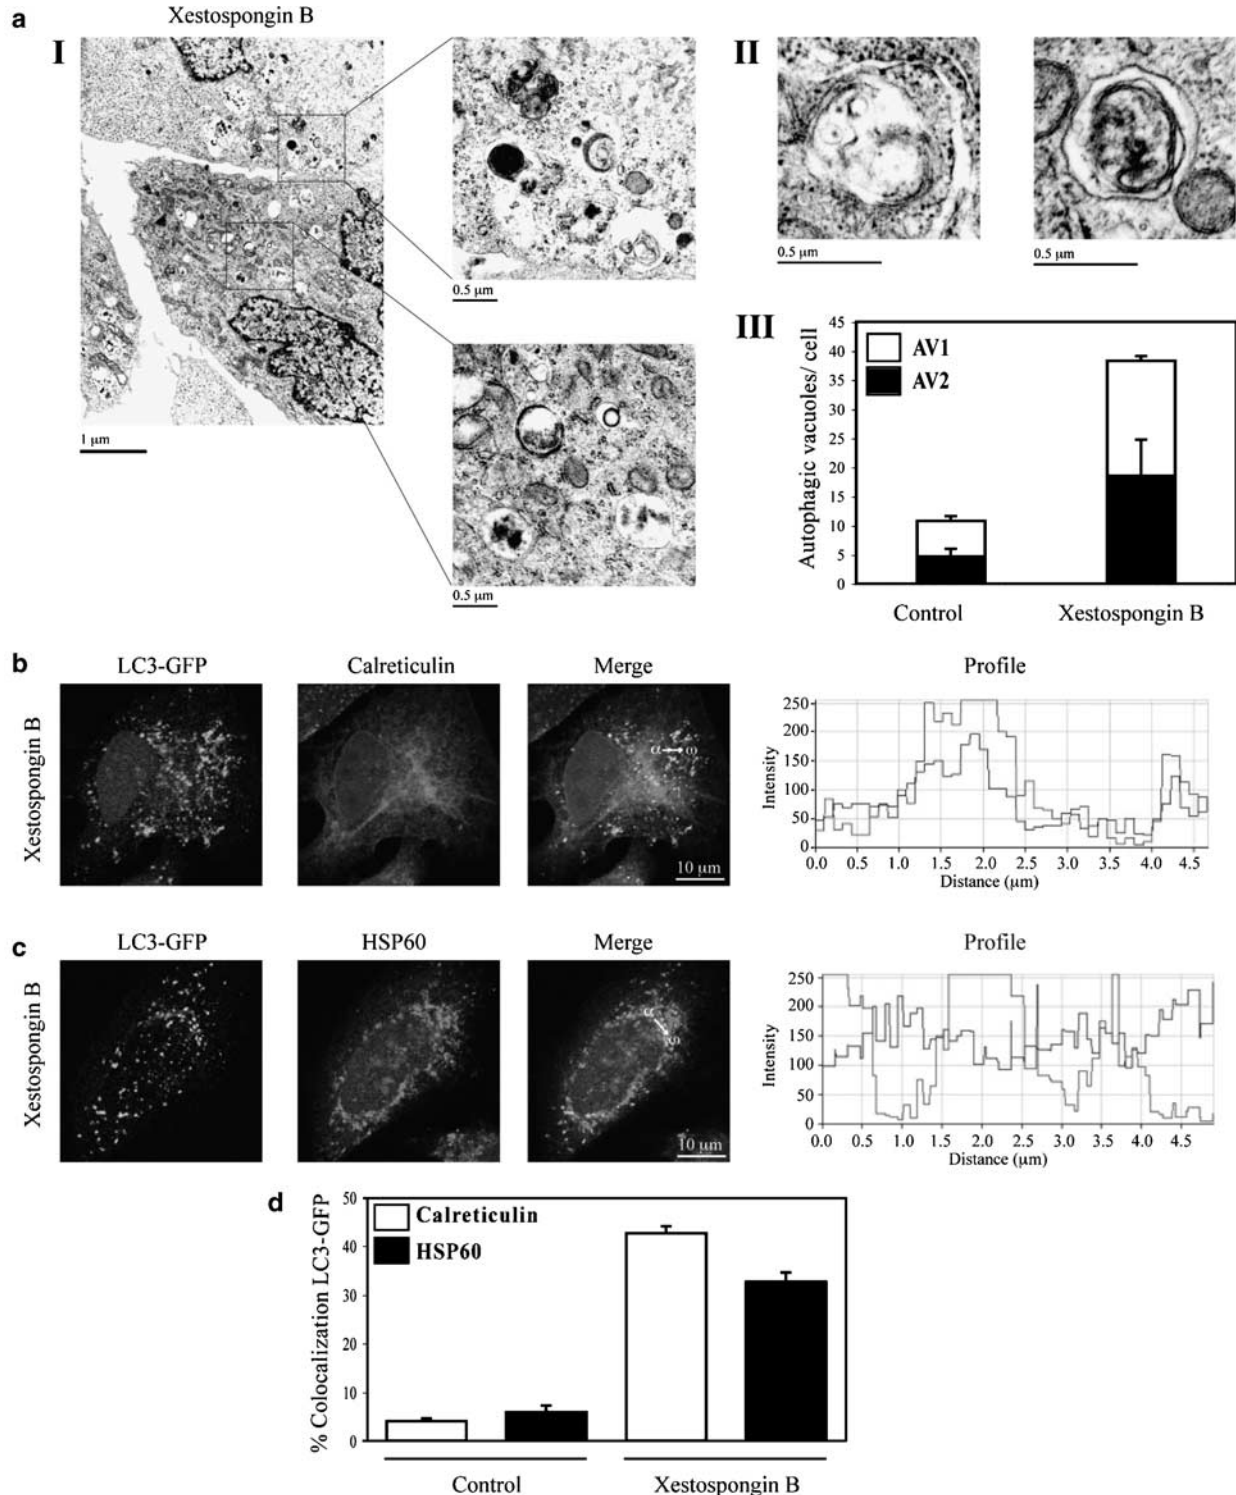 a
Xestospongin B
I
II
1 µm
0.5 µm
0.5 µm
0.5 µm
0.5 µm
III
Autophagic vacuoles/ cell
45
40
35
30
25
20
15
10
5
0
AV1
AV2
Control
Xestospongin B
b
LC3-GFP
Calreticulin
Merge
Profile
Xestospongin B
α
ω
10 µm
Intensity
250
200
150
100
50
0
0.0 0.5 1.0 1.5 2.0 2.5 3.0 3.5 4.0 4.5
Distance (µm)
c
LC3-GFP
HSP60
Merge
Profile
Xestospongin B
α
ω
10 µm
Intensity
250
200
150
100
50
0
0.0 0.5 1.0 1.5 2.0 2.5 3.0 3.5 4.0 4.5
Distance (µm)
d
% Colocalization LC3-GFP
50
40
30
20
10
0
Calreticulin
HSP60
Control
Xestospongin B